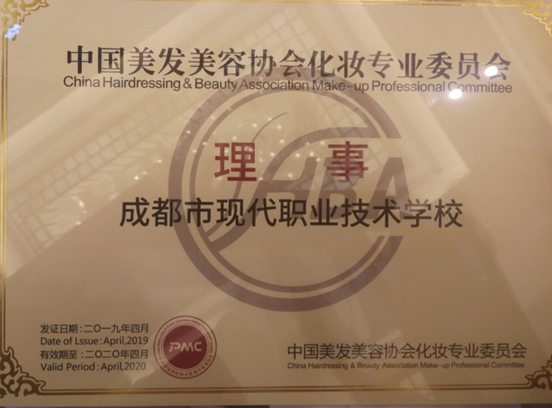 中国美发美容协会化妆专业委员会
China Hairdressing & Beauty Association Make-up Professional Committee
理 事
成都市现代职业技术学校
发证日期:二〇一九年四月
Date of Lssue:April,2019
有效期至:二〇二〇年四月
Valid Period:April,2020
PMC
中国美发美容协会化妆专业委员会
China Hairdressing & Beauty Association Make-up Professional Committee